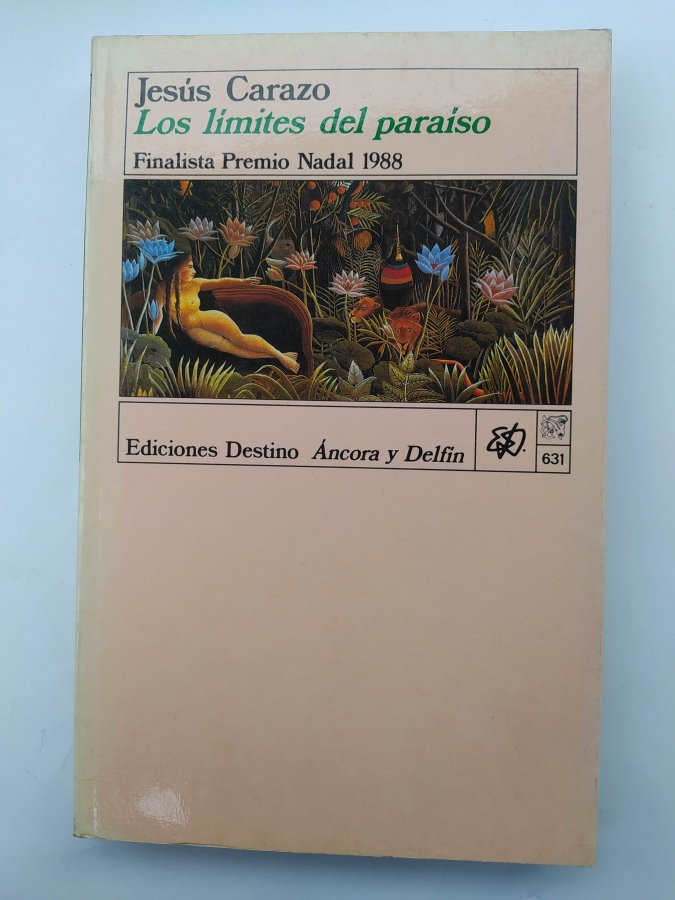 Jesús Carazo
Los límites del paraíso
Finalista Premio Nadal 1988
Ediciones Destino Áncora y Delfín
631